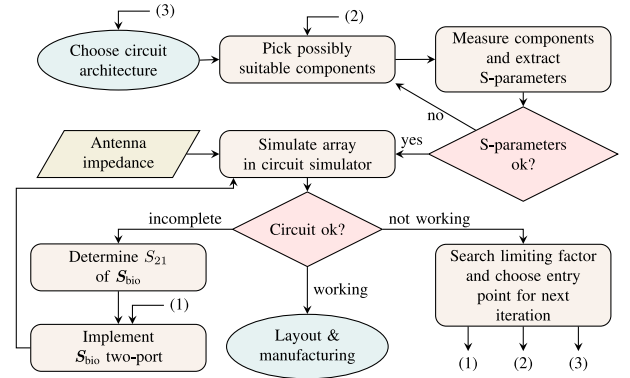 (3)
(2)
Choose circuit
architecture
Pick possibly
suitable components
Measure components
and extract
S-parameters
no
Antenna
impedance
Simulate array
in circuit simulator
yes
S-parameters
ok?
incomplete
Circuit ok?
not working
Determine S₂₁
of S_bio
(1)
working
Search limiting factor
and choose entry
point for next
iteration
Implement
S_bio two-port
Layout &
manufacturing
(1)
(2)
(3)